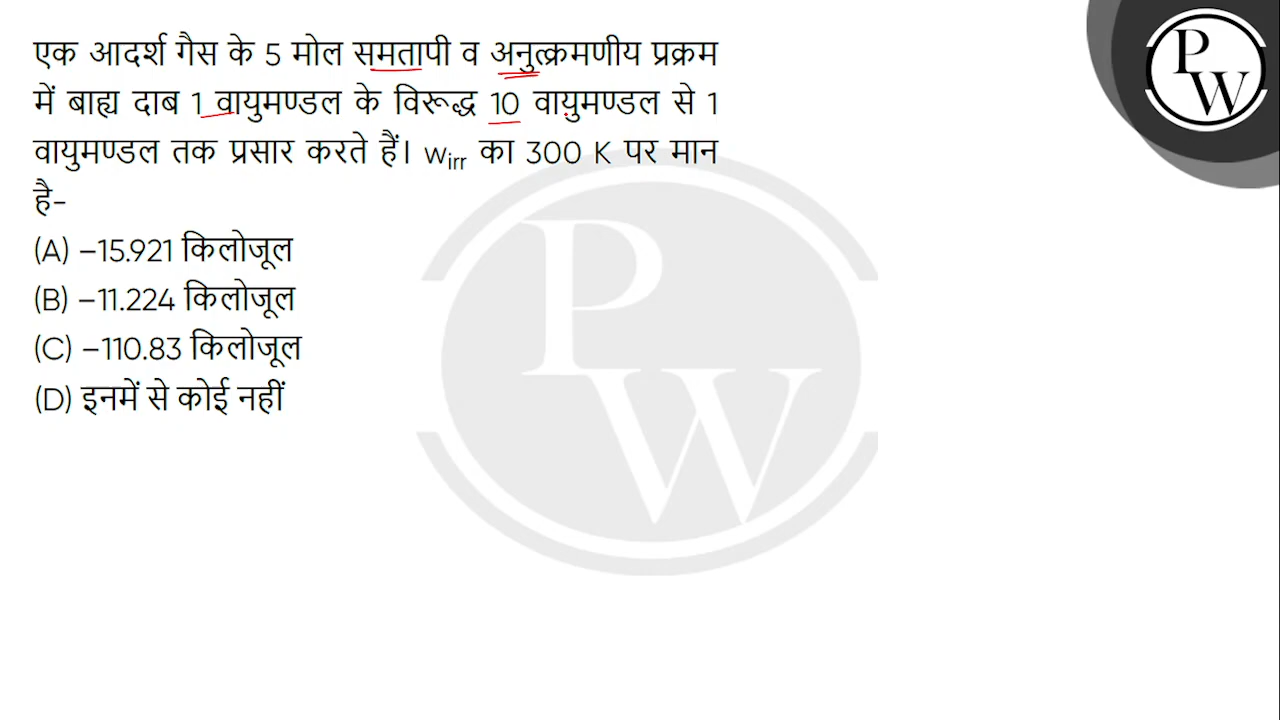 एक आदर्श गैस के 5 मोल समतापी व अनुत्क्रमणीय प्रक्रम
में बाह्य दाब 1 वायुमण्डल के विरूद्ध 10 वायुमण्डल से 1
वायुमण्डल तक प्रसार करते हैं। wirr का 300 K पर मान
है–
(A) –15.921 किलोजूल
(B) –11.224 किलोजूल
(C) –110.83 किलोजूल
(D) इनमें से कोई नहीं
P
W
P
W